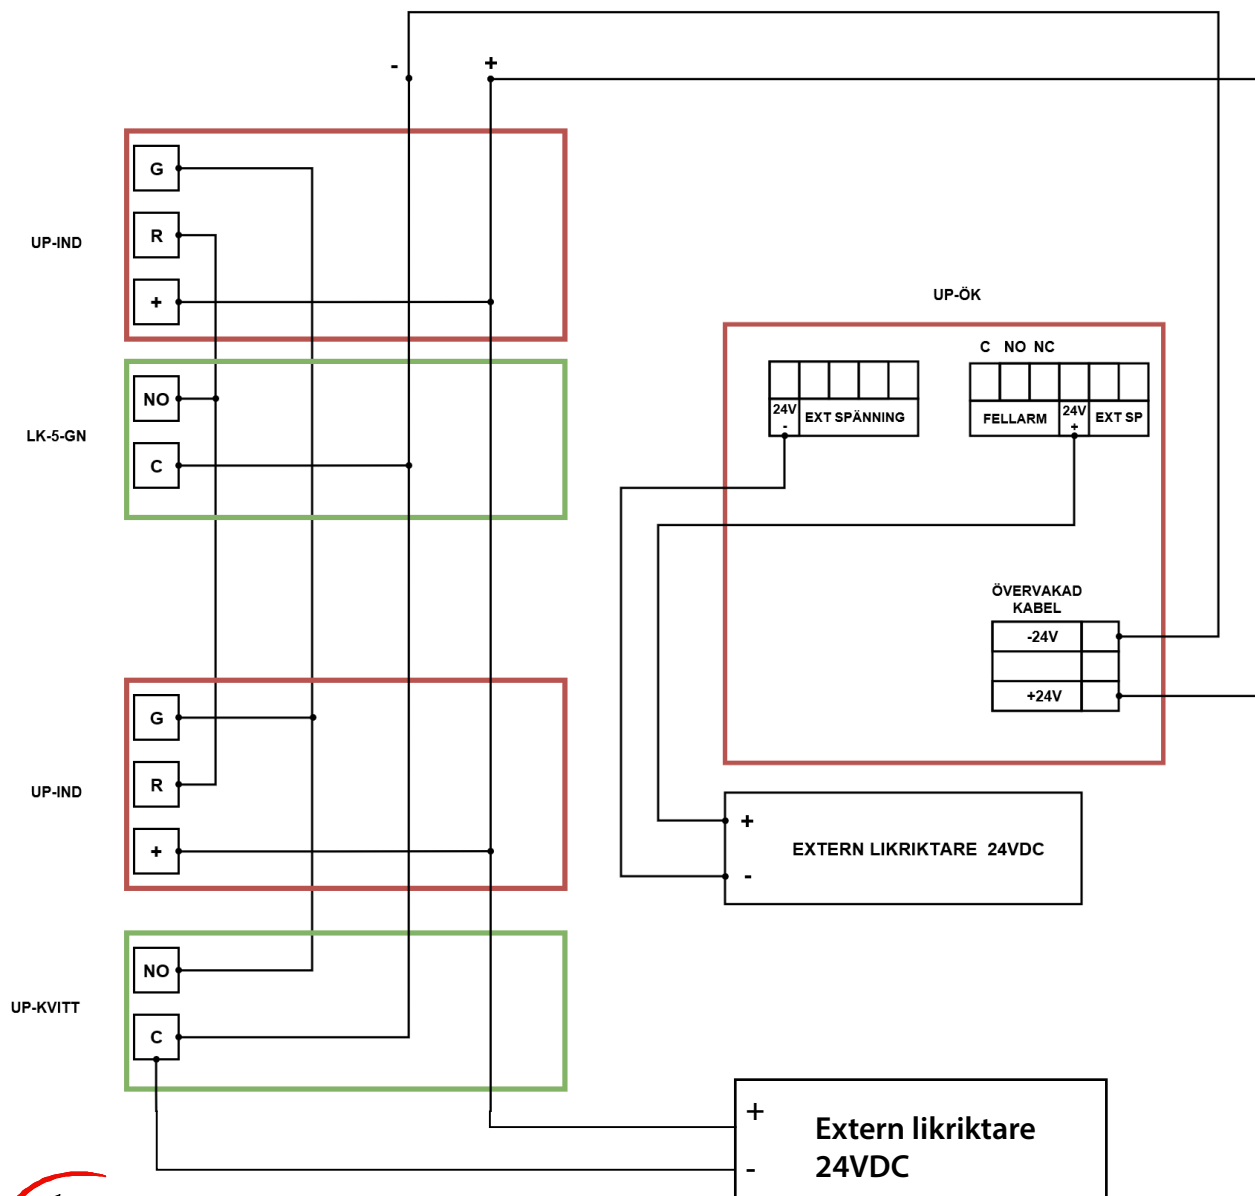 - +
G
R
UP-IND
+
NO
LK-5-GN
C
UP-ÖK
C NO NC
24V
-
EXT SPÄNNING
FELLARM
24V
+
EXT SP
ÖVERVAKAD
KABEL
-24V
+24V
G
R
UP-IND
+
+
EXTERN LIKRIKTARE 24VDC
-
NO
UP-KVITT
C
+
Extern likriktare
24VDC
-